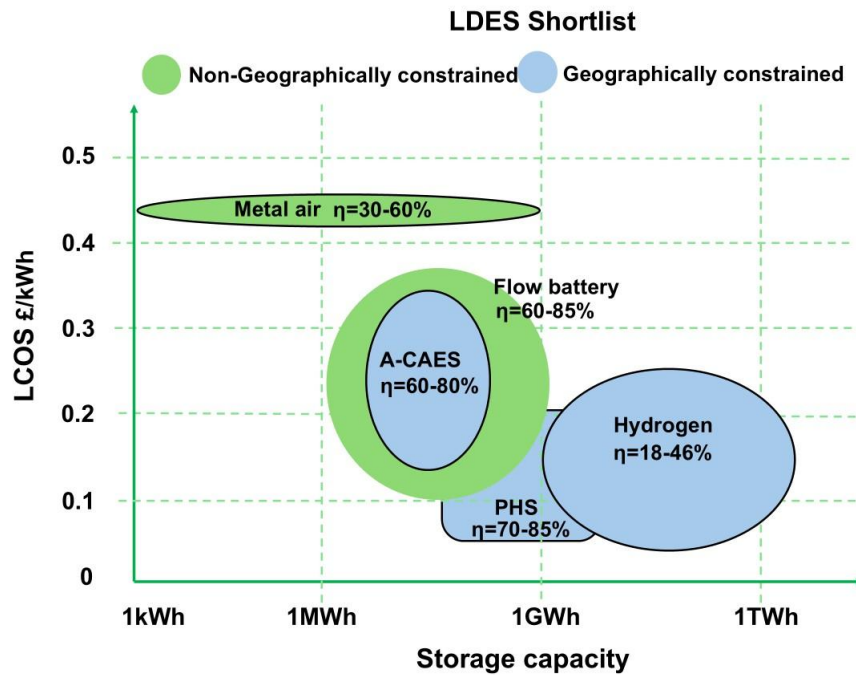 LDES Shortlist
Non-Geographically constrained
Geographically constrained
0.5
Metal air η=30-60%
0.4
Flow battery
η=60-85%
0.3
A-CAES
η=60-80%
0.2
Hydrogen
η=18-46%
0.1
PHS
η=70-85%
0
LCOS £/kWh
1kWh
1MWh
1GWh
1TWh
Storage capacity